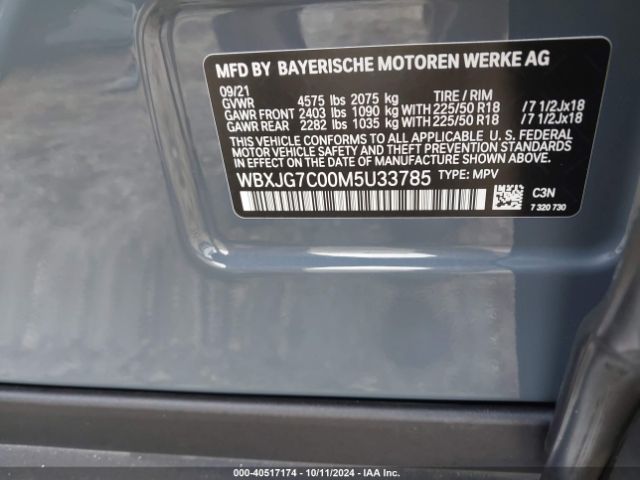 MFD BY BAYERISCHE MOTOREN WERKE AG
09/21 TIRE / RIM
GVWR 4575 lbs 2075 kg
GAWR FRONT 2403 lbs 1090 kg WITH 225/50 R18 / 7 1/2Jx18
GAWR REAR 2282 lbs 1035 kg WITH 225/50 R18 / 7 1/2Jx18
THIS VEHICLE CONFORMS TO ALL APPLICABLE U. S. FEDERAL
MOTOR VEHICLE SAFETY AND THEFT PREVENTION STANDARDS
IN EFFECT ON THE DATE OF MANUFACTURE SHOWN ABOVE.
WBXJG7C00M5U33785 TYPE: MPV
C3N
7 320 730
000-40517174 - 10/11/2024 - IAA Inc.